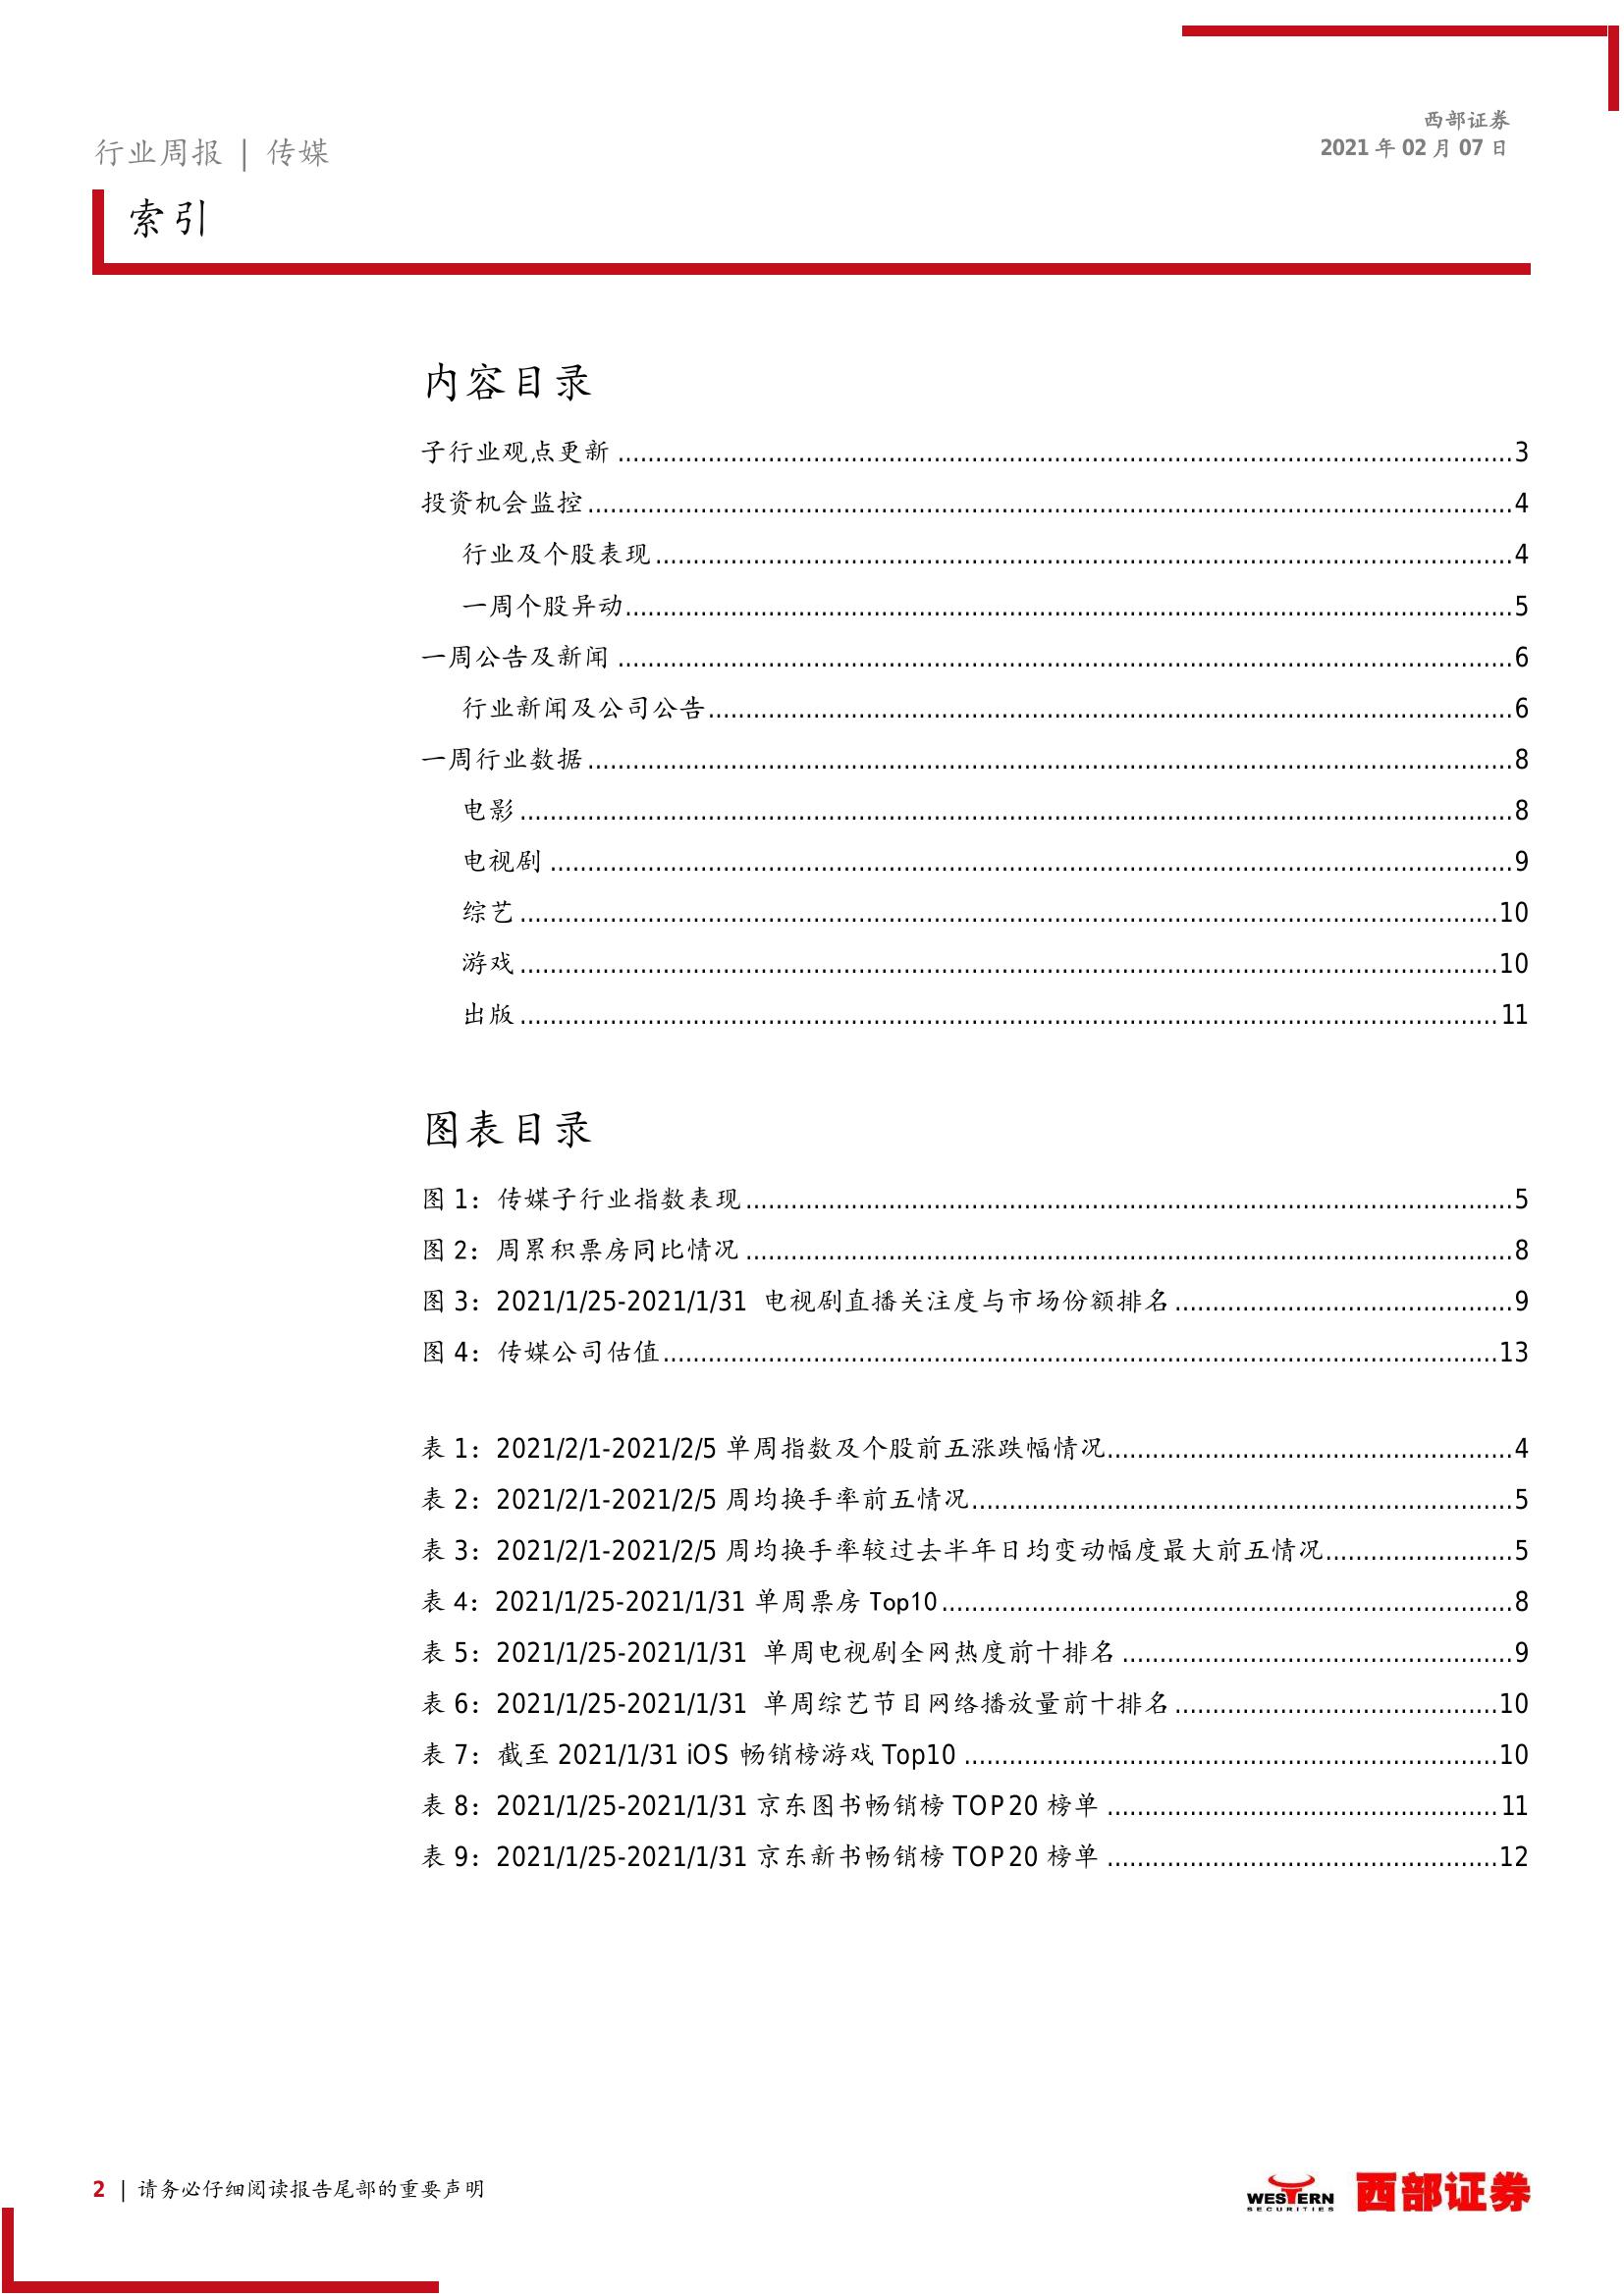 西部证券
行业周报 | 传媒
2021 年 02 月 07 日
索引
内容目录
子行业观点更新 ........................................ 3
投资机会监控 ........................................ 4
行业及个股表现 ........................................ 4
一周个股异动 ........................................ 5
一周公告及新闻 ........................................ 6
行业新闻及公司公告 ........................................ 6
一周行业数据 ........................................ 8
电影 ........................................ 8
电视剧 ........................................ 9
综艺 ........................................ 10
游戏 ........................................ 10
出版 ........................................ 11
图表目录
图 1：传媒子行业指数表现 ........................................ 5
图 2：周累积票房同比情况 ........................................ 8
图 3：2021/1/25-2021/1/31 电视剧直播关注度与市场份额排名 ........................................ 9
图 4：传媒公司估值 ........................................ 13
表 1：2021/2/1-2021/2/5 单周指数及个股前五涨跌幅情况 ........................................ 4
表 2：2021/2/1-2021/2/5 周均换手率前五情况 ........................................ 5
表 3：2021/2/1-2021/2/5 周均换手率较过去半年日均变动幅度最大前五情况 ........................................ 5
表 4：2021/1/25-2021/1/31 单周票房 Top10 ........................................ 8
表 5：2021/1/25-2021/1/31 单周电视剧全网热度前十排名 ........................................ 9
表 6：2021/1/25-2021/1/31 单周综艺节目网络播放量前十排名 ........................................ 10
表 7：截至 2021/1/31 iOS 畅销榜游戏 Top10 ........................................ 10
表 8：2021/1/25-2021/1/31 京东图书畅销榜 TOP20 榜单 ........................................ 11
表 9：2021/1/25-2021/1/31 京东新书畅销榜 TOP20 榜单 ........................................ 12
2 | 请务必仔细阅读报告尾部的重要声明
WESTERN
SECURITIES
西部证券